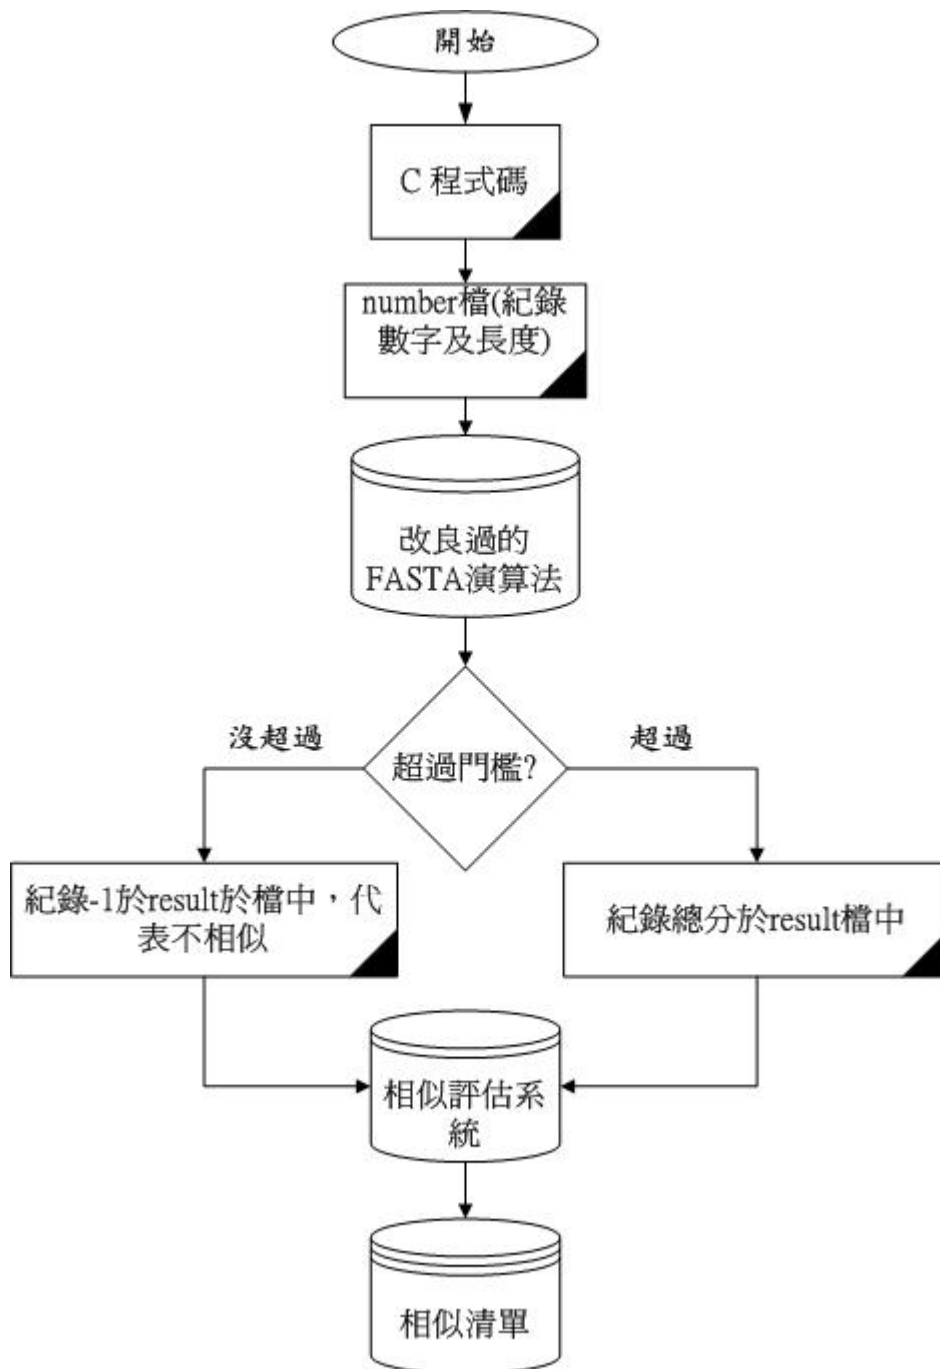 開始
C 程式碼
number檔(紀錄
數字及長度)
改良過的
FASTA演算法
沒超過
超過門檻?
超過
紀錄-1於result於檔中，代
表不相似
紀錄總分於result檔中
相似評估系
統
相似清單